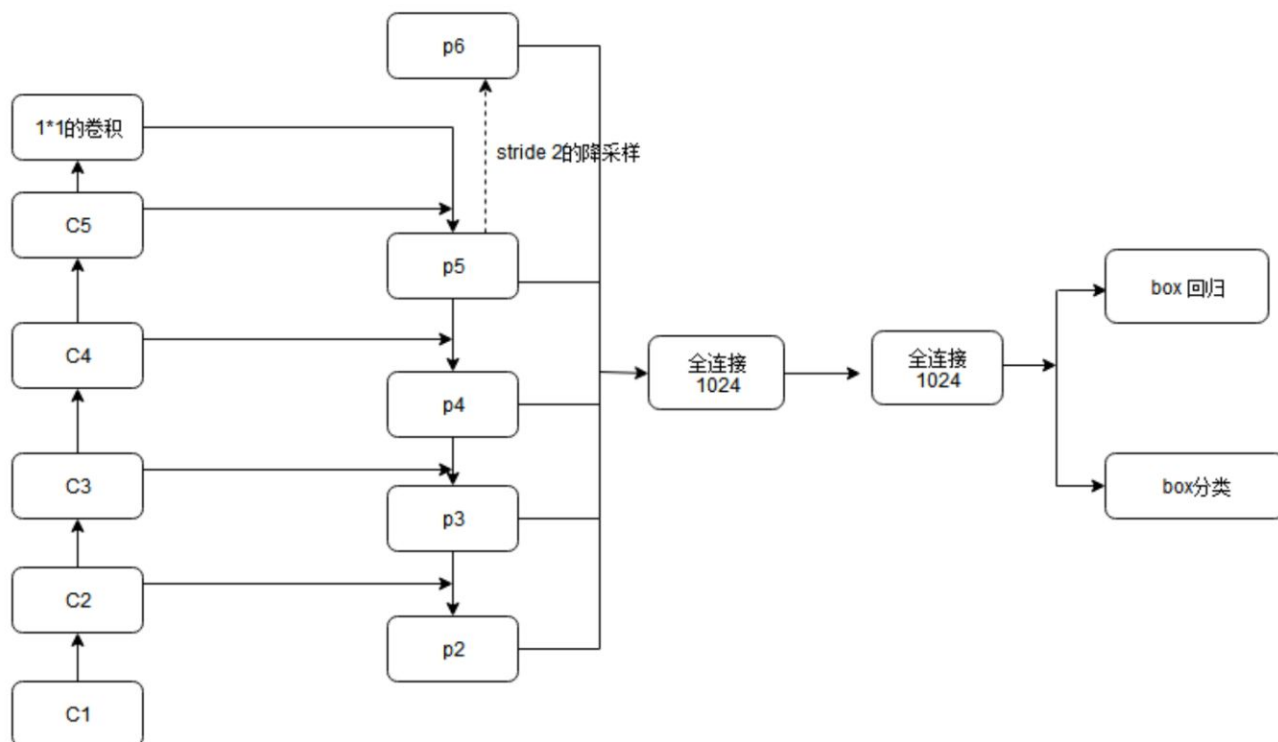 p6
1*1的卷积
stride 2的降采样
C5
p5
box 回归
C4
全连接
1024
全连接
1024
p4
C3
box分类
p3
C2
p2
C1